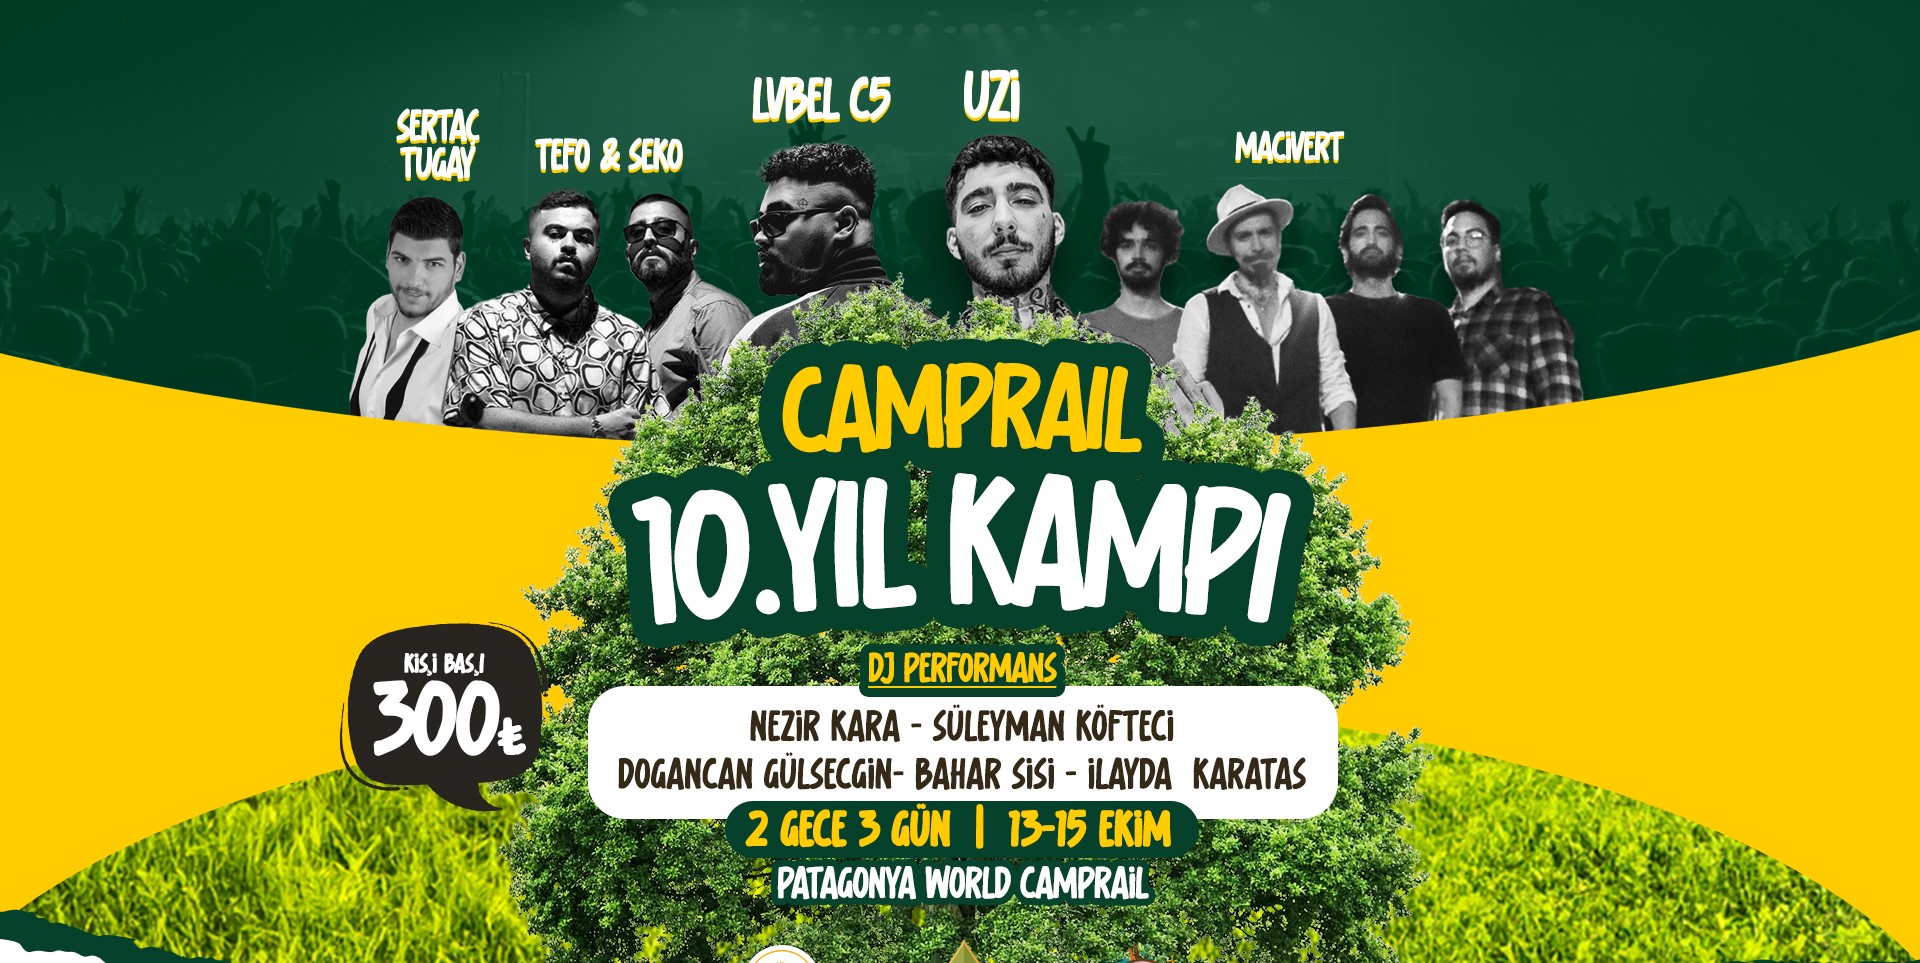 SERTAÇ
TUGAY
TEFO & SEKO
LVBEL C5
UZİ
MACİVERT
CAMPRAIL
10.YIL KAMPI
KİŞİ BAŞI
300₺
DJ PERFORMANS
NEZİR KARA - SÜLEYMAN KÖFTECİ
DOGANCAN GÜLSECGİN- BAHAR SİSİ - İLAYDA KARATAS
2 GECE 3 GÜN | 13-15 EKİM
PATAGONYA WORLD CAMPRAİL